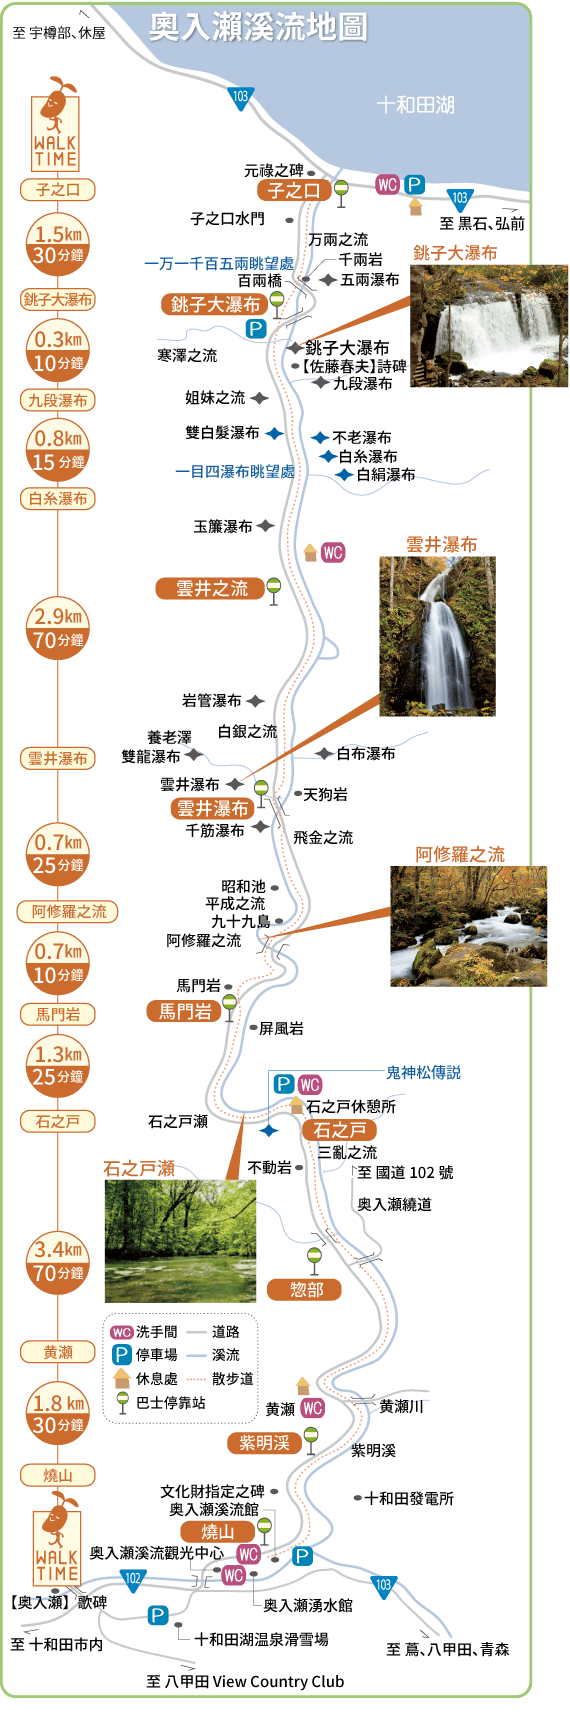 奧入瀨溪流地圖
至 宇樽部、休屋
103
十和田湖
WALK
TIME
元祿之碑
子之口
WC
P
103
子之口
至 黑石、弘前
子之口水門
1.5km
30分鐘
万兩之流
千兩岩
銚子大瀑布
一万一千百五兩眺望處
百兩橋
五兩瀑布
銚子大瀑布
銚子大瀑布
P
0.3km
10分鐘
寒澤之流
銚子大瀑布
【佐藤春夫】詩碑
九段瀑布
九段瀑布
姐妹之流
0.8km
15 分鐘
雙白髮瀑布
不老瀑布
白糸瀑布
一目四瀑布眺望處
白絹瀑布
白糸瀑布
玉簾瀑布
WC
雲井瀑布
雲井之流
2.9km
70分鐘
岩管瀑布
白銀之流
養老澤
雙龍瀑布
白布瀑布
雲井瀑布
雲井瀑布
天狗岩
雲井瀑布
千筋瀑布
飛金之流
0.7km
25分鐘
阿修羅之流
昭和池
平成之流
九十九島
阿修羅之流
阿修羅之流
0.7km
10分鐘
馬門岩
馬門岩
馬門岩
屏風岩
1.3km
25分鐘
鬼神松傳説
P
WC
石之戸休憩所
石之戸
石之戸瀨
石之戸
三亂之流
石之戸瀨
不動岩
至 國道 102 號
奧入瀨繞道
3.4km
70分鐘
惣部
WC 洗手間
道路
P 停車場
溪流
休息處
散步道
巴士停靠站
黄瀨
1.8 km
30分鐘
黄瀨
WC
黄瀨川
紫明渓
紫明溪
燒山
文化財指定之碑
十和田發電所
奧入瀨溪流館
燒山
WALK
TIME
奧入瀨溪流觀光中心
WC
P
WC
102
103
【奧入瀨】歌碑
奧入瀨湧水館
P
至 十和田市內
十和田湖温泉滑雪場
至 蔦、八甲田、青森
至 八甲田 View Country Club